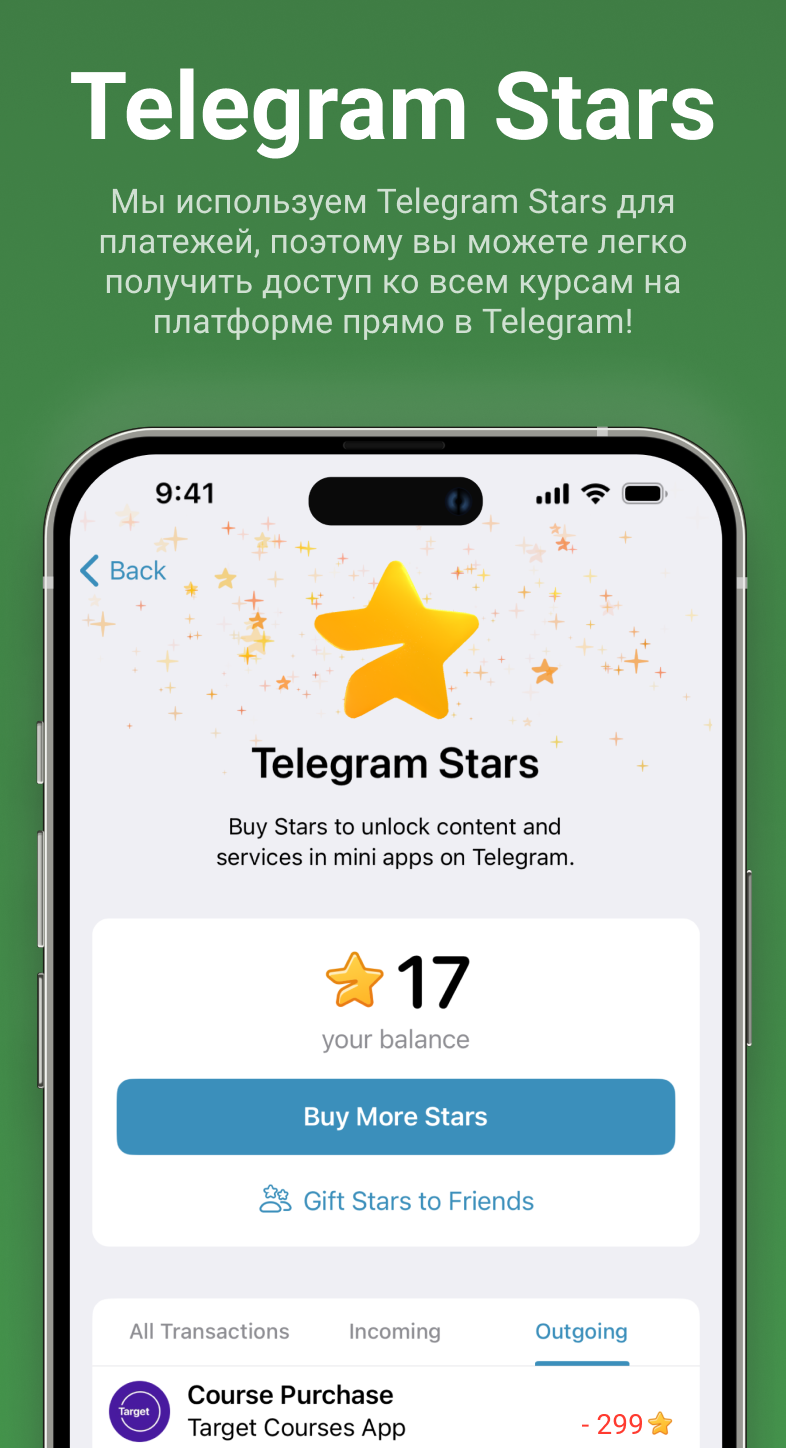 Telegram Stars
Мы используем Telegram Stars для
платежей, поэтому вы можете легко
получить доступ ко всем курсам на
платформе прямо в Telegram!
9:41
Back
Telegram Stars
Buy Stars to unlock content and
services in mini apps on Telegram.
17
your balance
Buy More Stars
Gift Stars to Friends
All Transactions Incoming Outgoing
Target
Course Purchase
Target Courses App
- 299